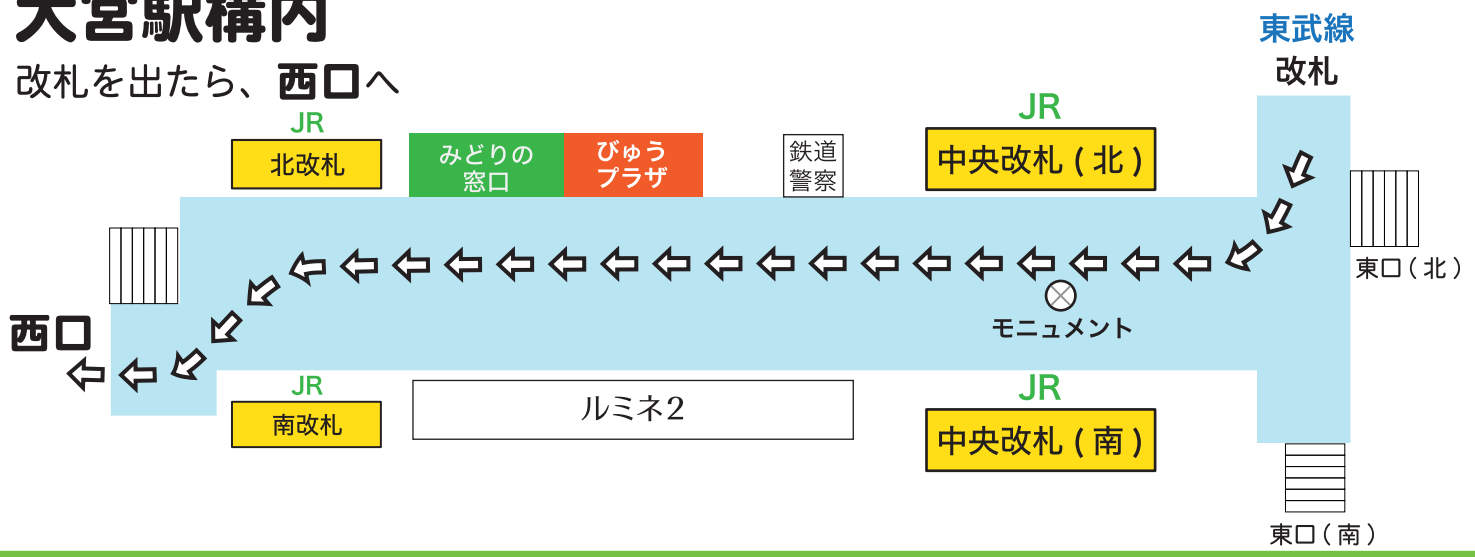 大宮駅構内
改札を出たら、西口へ
東武線
改札
JR
北改札
みどりの
窓口
びゅう
プラザ
鉄道
警察
JR
中央改札(北)
東口(北)
モニュメント
西口
JR
南改札
ルミネ2
JR
中央改札(南)
東口(南)